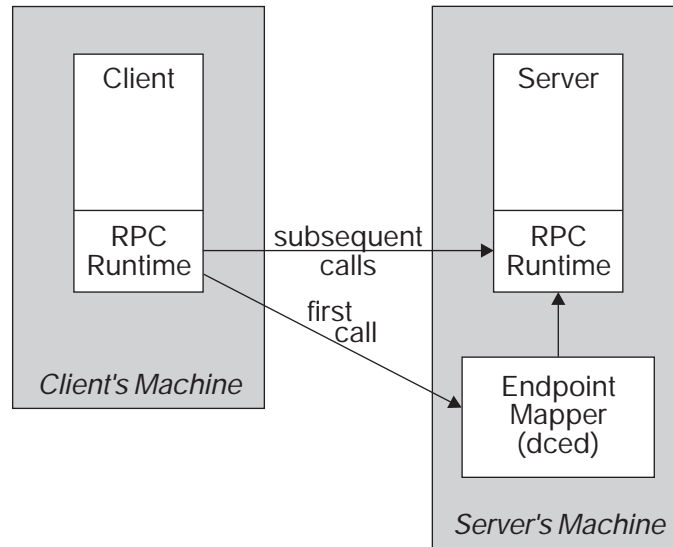 Client
RPC
Runtime
Client's Machine
subsequent
calls
first
call
Server
RPC
Runtime
Endpoint
Mapper
(dced)
Server's Machine